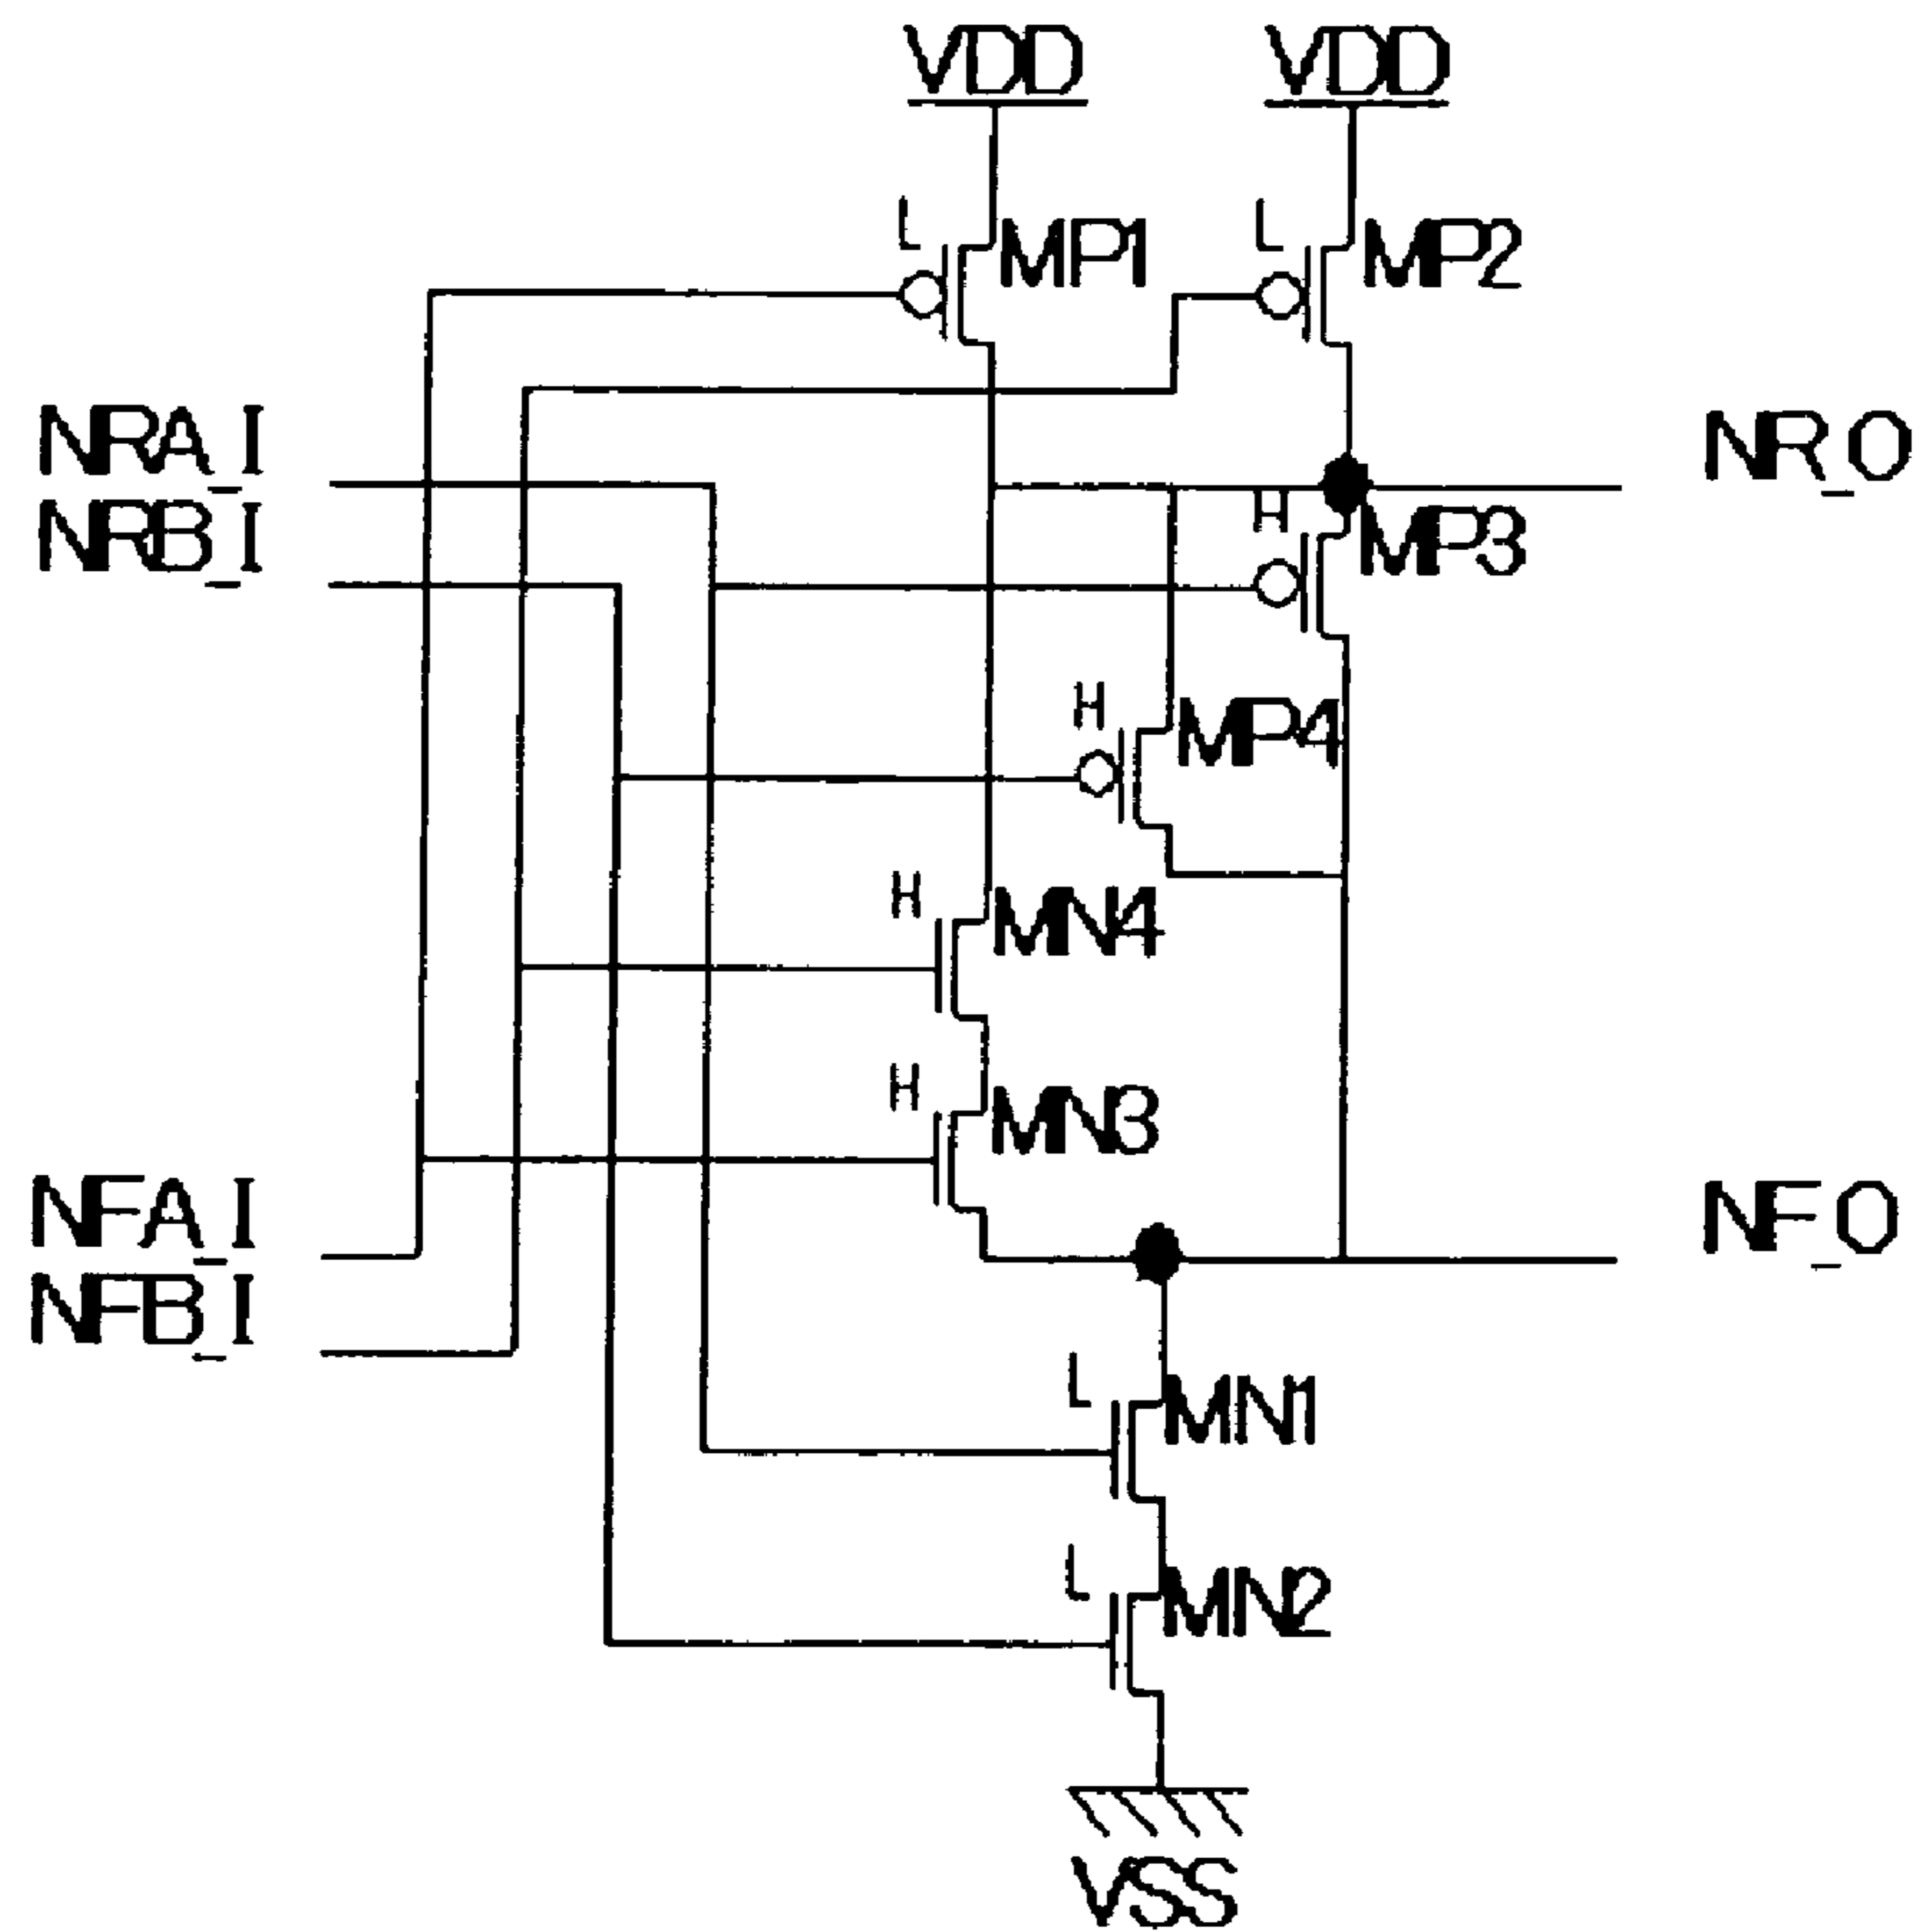 VDD VDD
L MP1 L MP2
NRA_I NR_O
NRB_I H MP3
H MP4
H MN4
H MN3
NFA_I NF_O
NFB_I
L MN1
L MN2
VSS